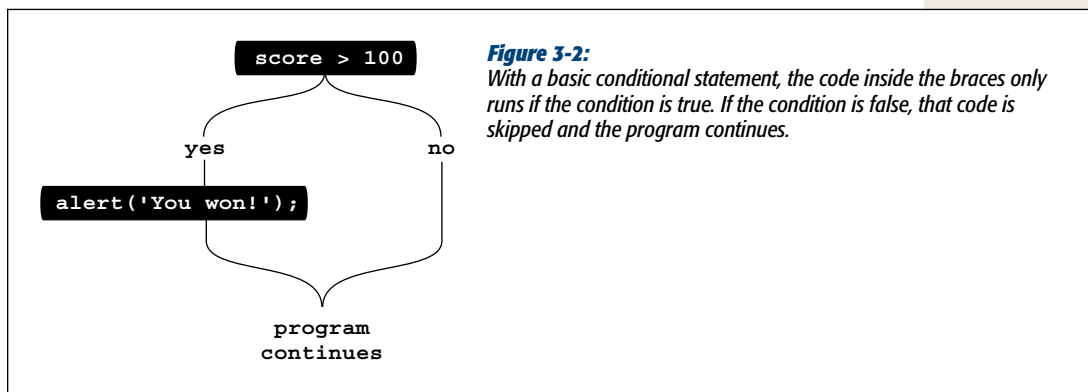 score > 100
yes
no
alert('You won!');
program
continues
Figure 3-2:
With a basic conditional statement, the code inside the braces only
runs if the condition is true. If the condition is false, that code is
skipped and the program continues.